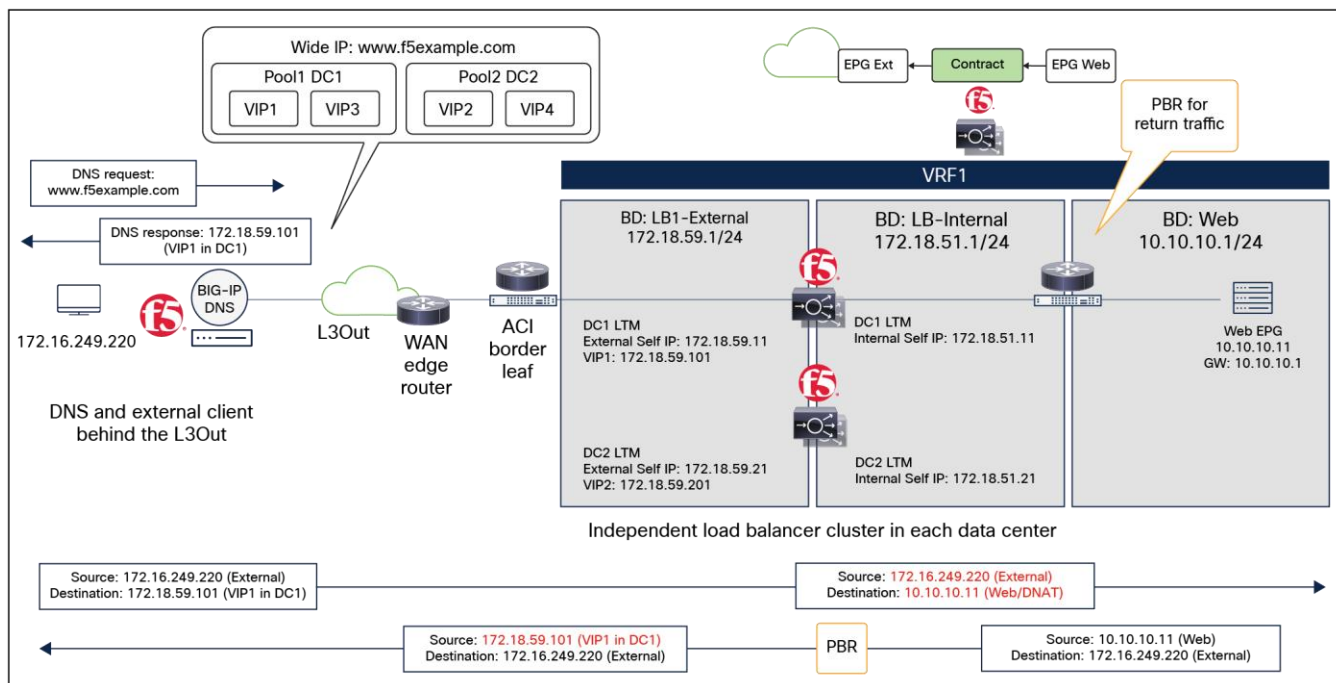 Wide IP: www.f5example.com
Pool1 DC1
VIP1
VIP3
Pool2 DC2
VIP2
VIP4
EPG Ext
Contract
EPG Web
f5
PBR for
return traffic
DNS request:
www.f5example.com
DNS response: 172.18.59.101
(VIP1 in DC1)
172.16.249.220
f5
BIG-IP
DNS
L3Out
WAN
edge
router
ACI
border
leaf
DNS and external client
behind the L3Out
VRF1
BD: LB1-External
172.18.59.1/24
BD: LB-Internal
172.18.51.1/24
BD: Web
10.10.10.1/24
f5
DC1 LTM
External Self IP: 172.18.59.11
VIP1: 172.18.59.101
DC1 LTM
Internal Self IP: 172.18.51.11
Web EPG
10.10.10.11
GW: 10.10.10.1
f5
DC2 LTM
External Self IP: 172.18.59.21
VIP2: 172.18.59.201
DC2 LTM
Internal Self IP: 172.18.51.21
Independent load balancer cluster in each data center
Source: 172.16.249.220 (External)
Destination: 172.18.59.101 (VIP1 in DC1)
Source: 172.16.249.220 (External)
Destination: 10.10.10.11 (Web/DNAT)
Source: 172.18.59.101 (VIP1 in DC1)
Destination: 172.16.249.220 (External)
PBR
Source: 10.10.10.11 (Web)
Destination: 172.16.249.220 (External)